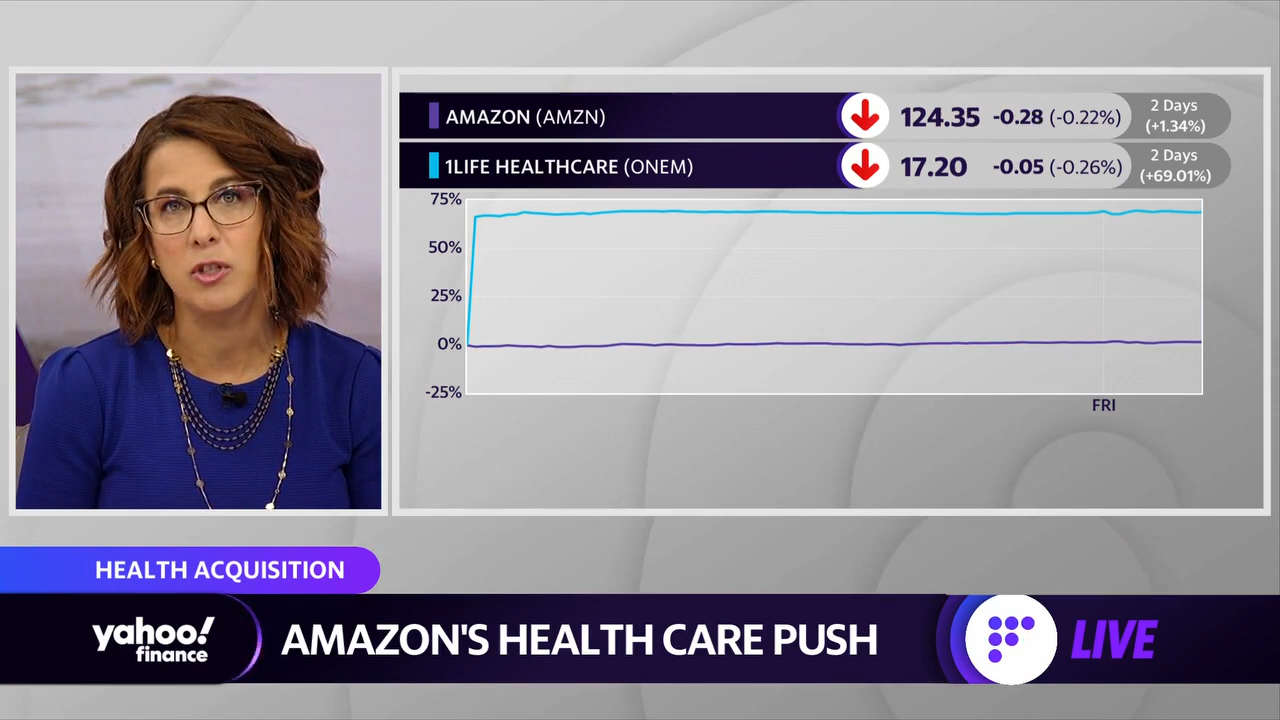 AMAZON (AMZN) 124.35 -0.28 (-0.22%) 2 Days (+1.34%)
1LIFE HEALTHCARE (ONEM) 17.20 -0.05 (-0.26%) 2 Days (+69.01%)
75%
50%
25%
0%
-25%
FRI
HEALTH ACQUISITION
yahoo!
finance
AMAZON'S HEALTH CARE PUSH
LIVE